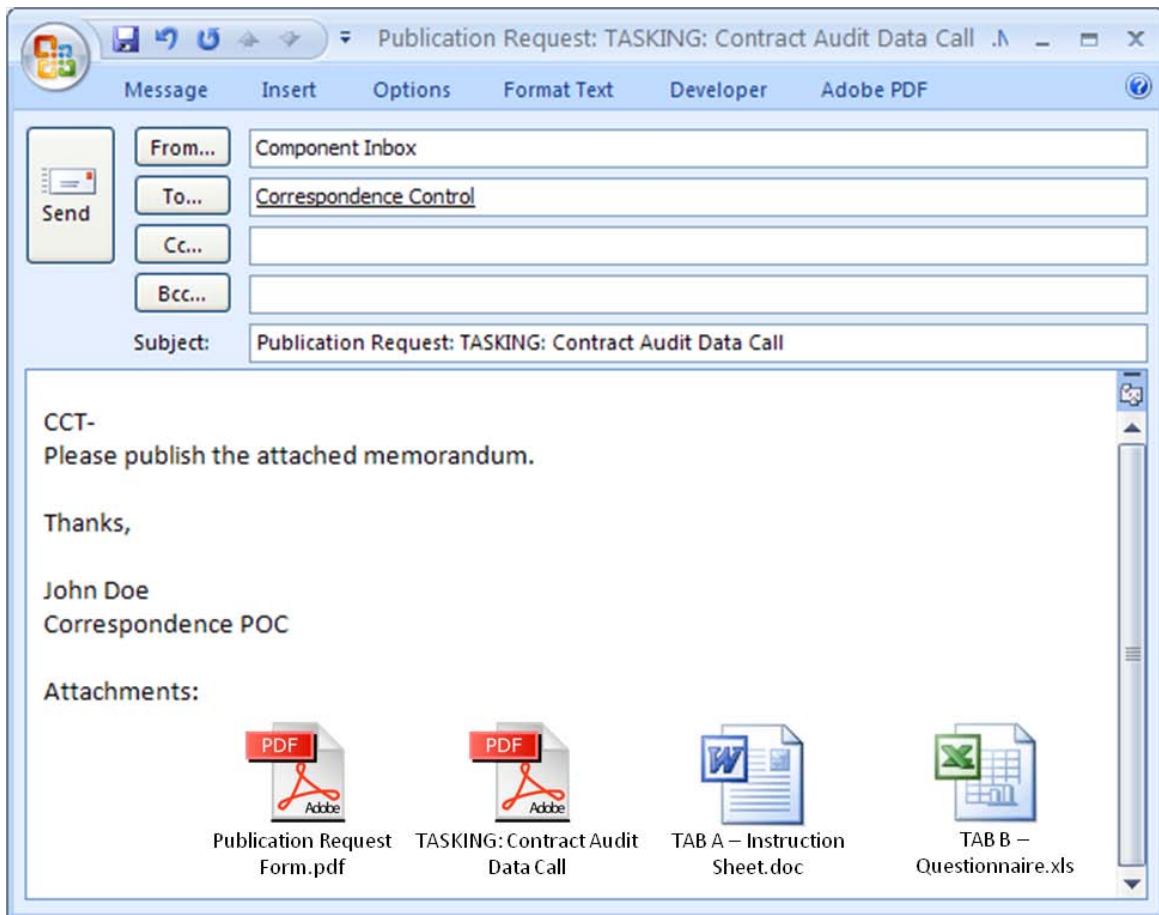 Publication Request: TASKING: Contract Audit Data Call
Message Insert Options Format Text Developer Adobe PDF
Send
From... Component Inbox
To... Correspondence Control
Cc...
Bcc...
Subject: Publication Request: TASKING: Contract Audit Data Call
CCT-
Please publish the attached memorandum.
Thanks,
John Doe
Correspondence POC
Attachments:
PDF PDF
Adobe Adobe
Publication Request TASKING: Contract Audit TAB A – Instruction TAB B –
Form.pdf Data Call Sheet.doc Questionnaire.xls